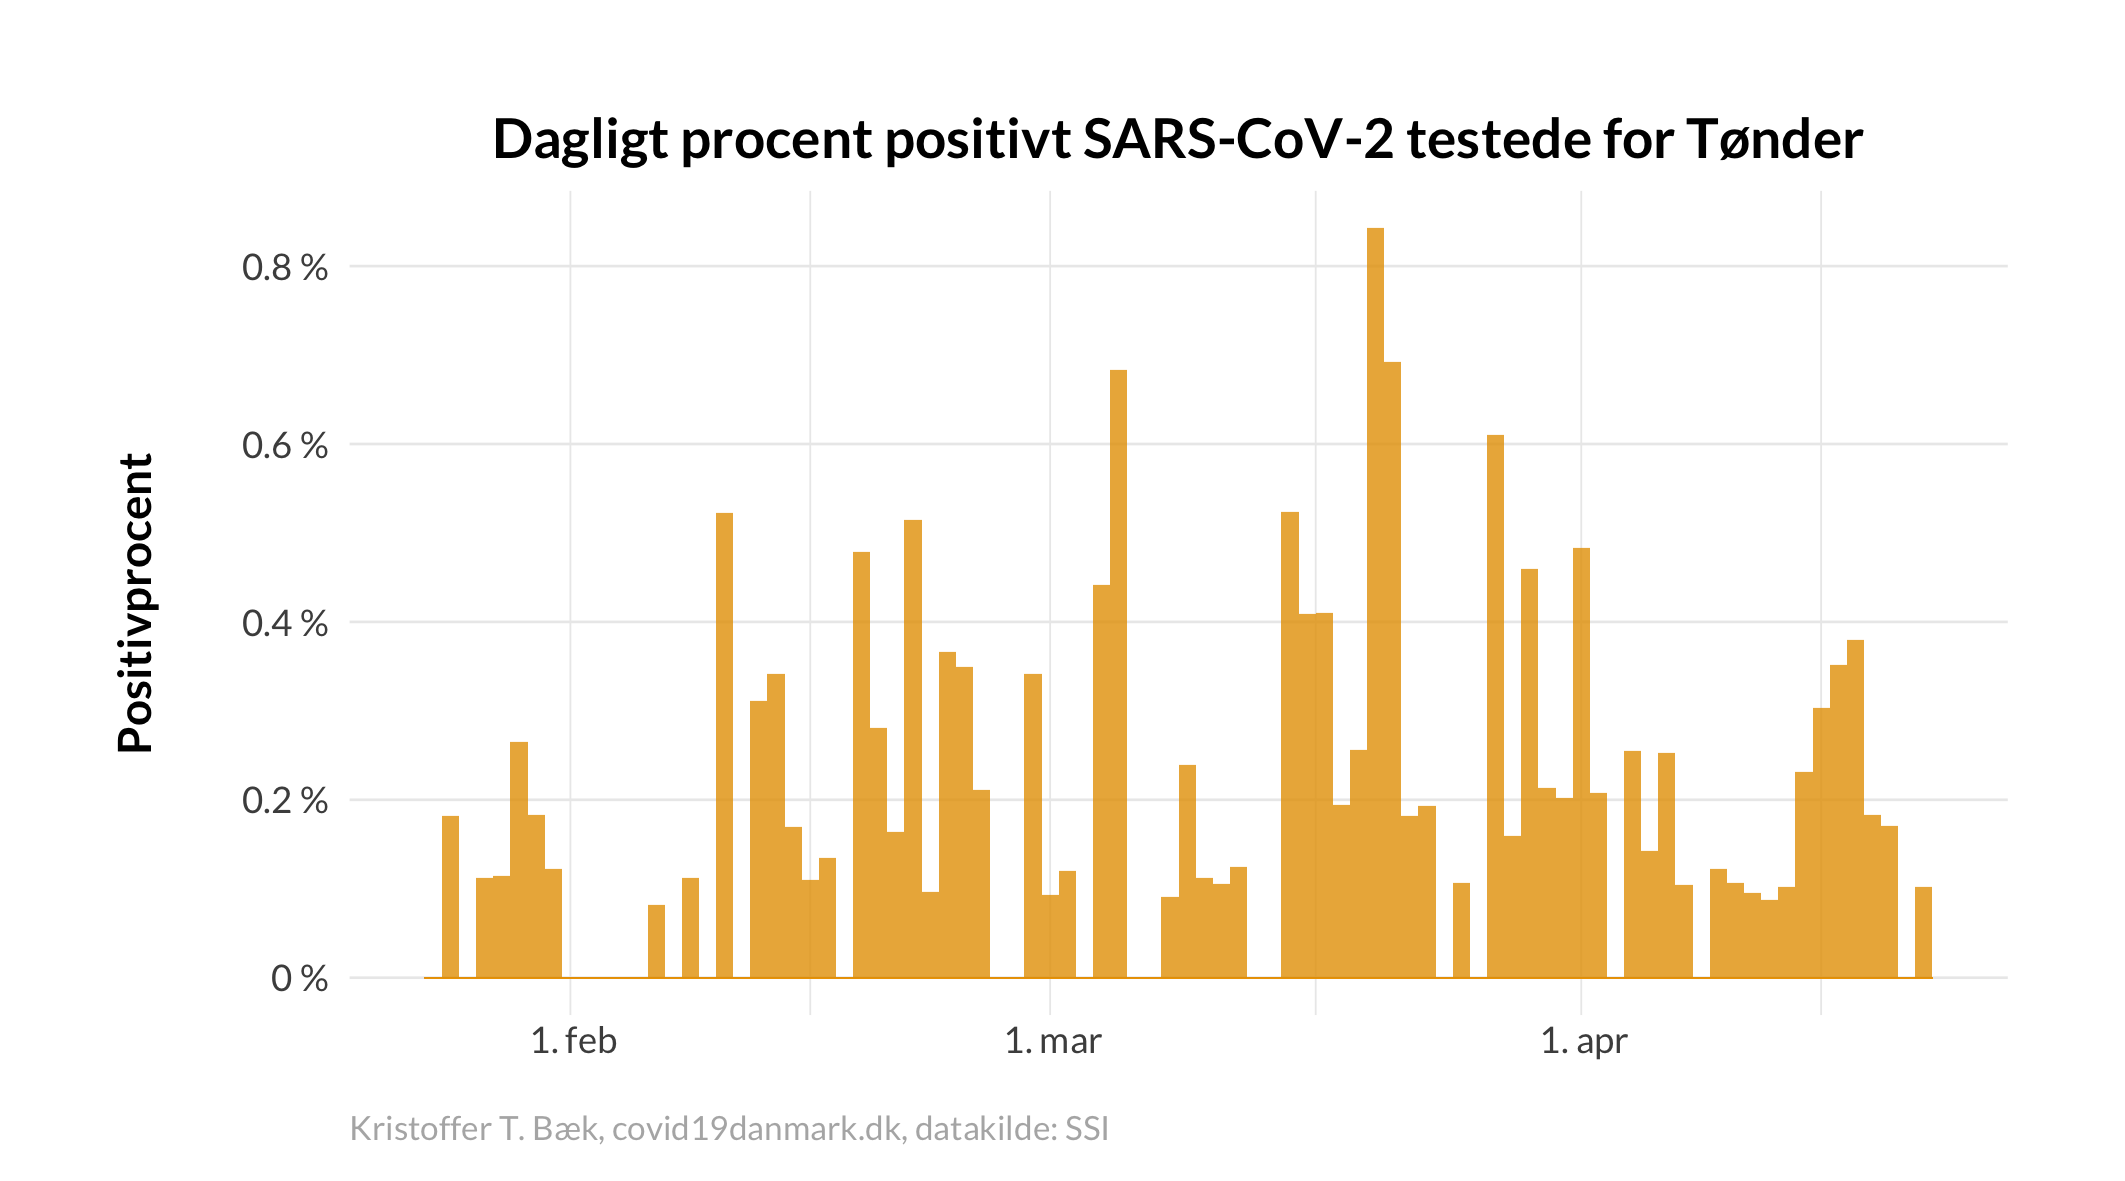 Dagligt procent positivt SARS-CoV-2 testede for Tønder
Positivprocent
0.8 %
0.6 %
0.4 %
0.2 %
0 %
1. feb
1. mar
1. apr
Kristoffer T. Bæk, covid19danmark.dk, datakilde: SSI